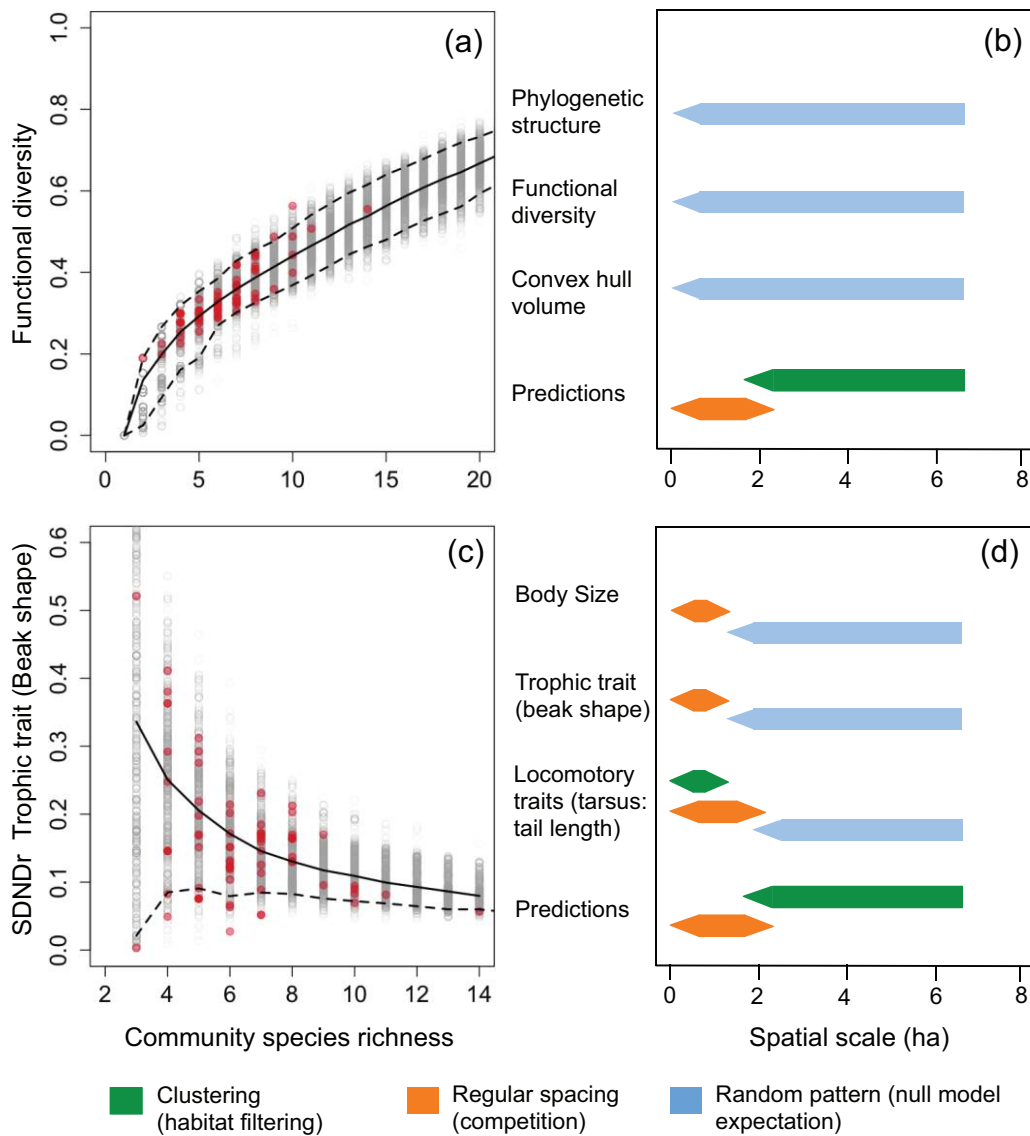 (a)
Functional diversity
1.0
0.8
0.6
0.4
0.2
0.0
0 5 10 15 20
(b)
Phylogenetic
structure
Functional
diversity
Convex hull
volume
Predictions
0 2 4 6 8
(c)
SDNDr Trophic trait (Beak shape)
0.6
0.5
0.4
0.3
0.2
0.1
0.0
2 4 6 8 10 12 14
Community species richness
(d)
Body Size
Trophic trait
(beak shape)
Locomotory
traits (tarsus:
tail length)
Predictions
0 2 4 6 8
Spatial scale (ha)
Clustering
(habitat filtering)
Regular spacing
(competition)
Random pattern (null model
expectation)